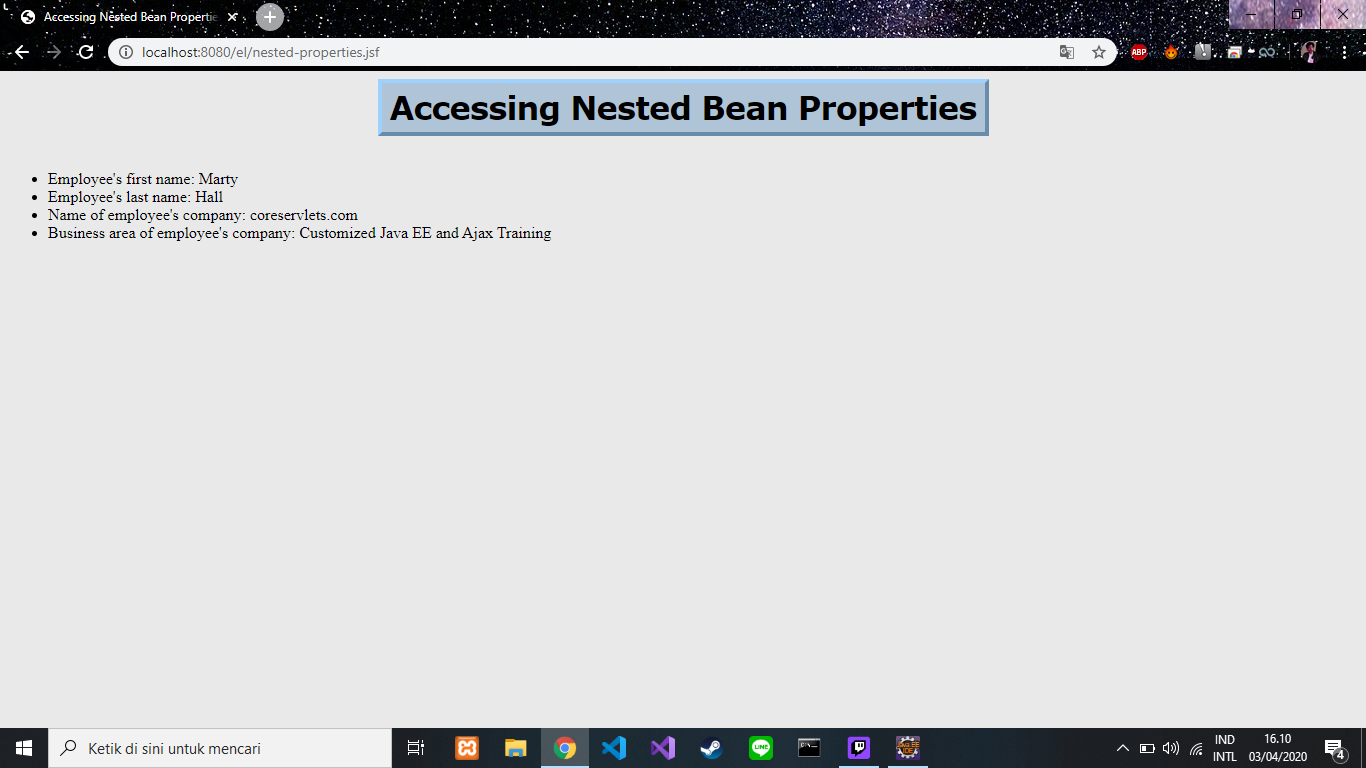 Accessing Nested Bean Propertie
localhost:8080/el/nested-properties.jsf
ABP
Accessing Nested Bean Properties
Employee's first name: Marty
Employee's last name: Hall
Name of employee's company: coreservlets.com
Business area of employee's company: Customized Java EE and Ajax Training
Ketik di sini untuk mencari
LINE
IND
INTL
16.10
03/04/2020
4